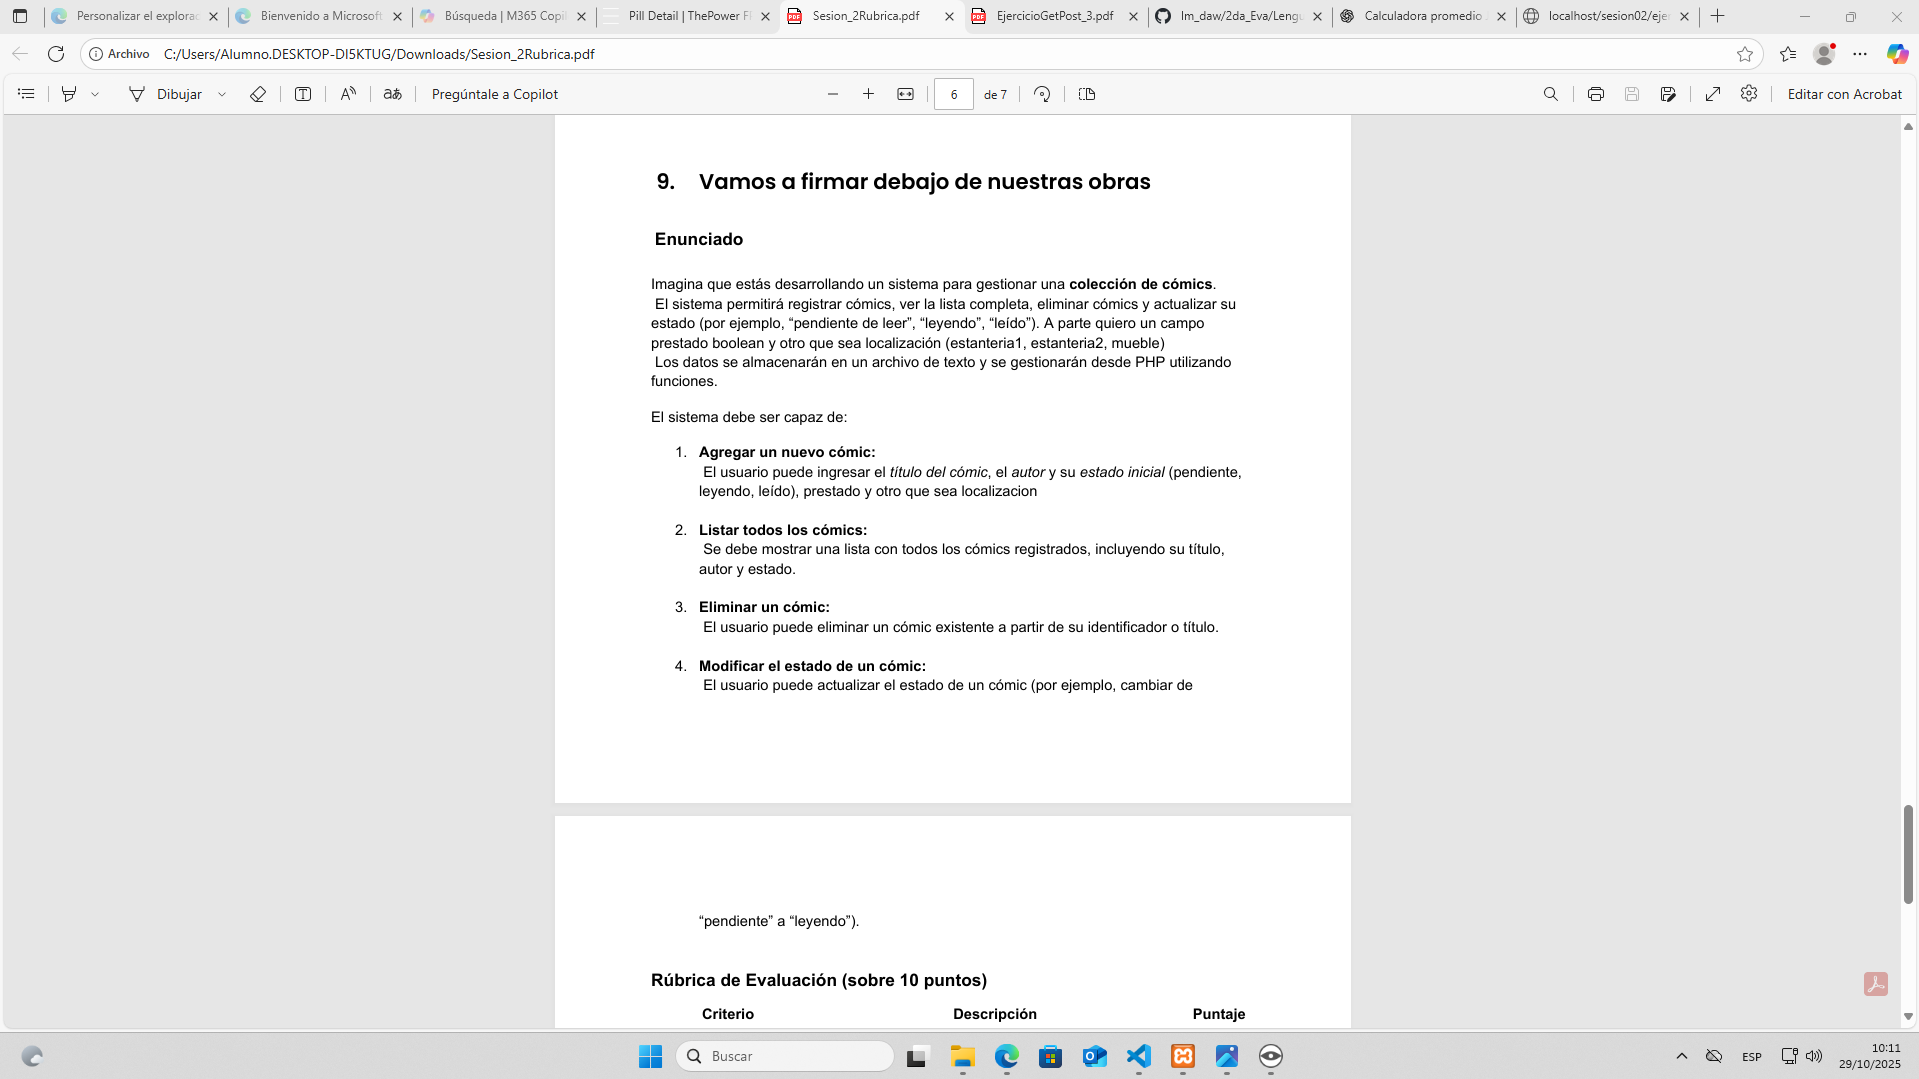 Personalizar el explorac
Bienvenido a Microsoft
Búsqueda | M365 Copil
Pill Detail | ThePower F
Sesion_2Rubrica.pdf
EjercicioGetPost_3.pdf
lm_daw/2da_Eva/Lengu
Calculadora promedio
localhost/sesion02/ejer
Archivo C:/Users/Alumno.DESKTOP-DI5KTUG/Downloads/Sesion_2Rubrica.pdf
Dibujar
Pregúntale a Copilot
6 de 7
Editar con Acrobat
9. Vamos a firmar debajo de nuestras obras
Enunciado
Imagina que estás desarrollando un sistema para gestionar una colección de cómics.
El sistema permitirá registrar cómics, ver la lista completa, eliminar cómics y actualizar su
estado (por ejemplo, “pendiente de leer”, “leyendo”, “leído”). A parte quiero un campo
prestado boolean y otro que sea localización (estanteria1, estanteria2, mueble)
Los datos se almacenarán en un archivo de texto y se gestionarán desde PHP utilizando
funciones.
El sistema debe ser capaz de:
1. Agregar un nuevo cómic:
El usuario puede ingresar el título del cómic, el autor y su estado inicial (pendiente,
leyendo, leído), prestado y otro que sea localizacion
2. Listar todos los cómics:
Se debe mostrar una lista con todos los cómics registrados, incluyendo su título,
autor y estado.
3. Eliminar un cómic:
El usuario puede eliminar un cómic existente a partir de su identificador o título.
4. Modificar el estado de un cómic:
El usuario puede actualizar el estado de un cómic (por ejemplo, cambiar de
“pendiente” a “leyendo”).
Rúbrica de Evaluación (sobre 10 puntos)
Criterio Descripción Puntaje
Buscar
ESP
10:11
29/10/2025